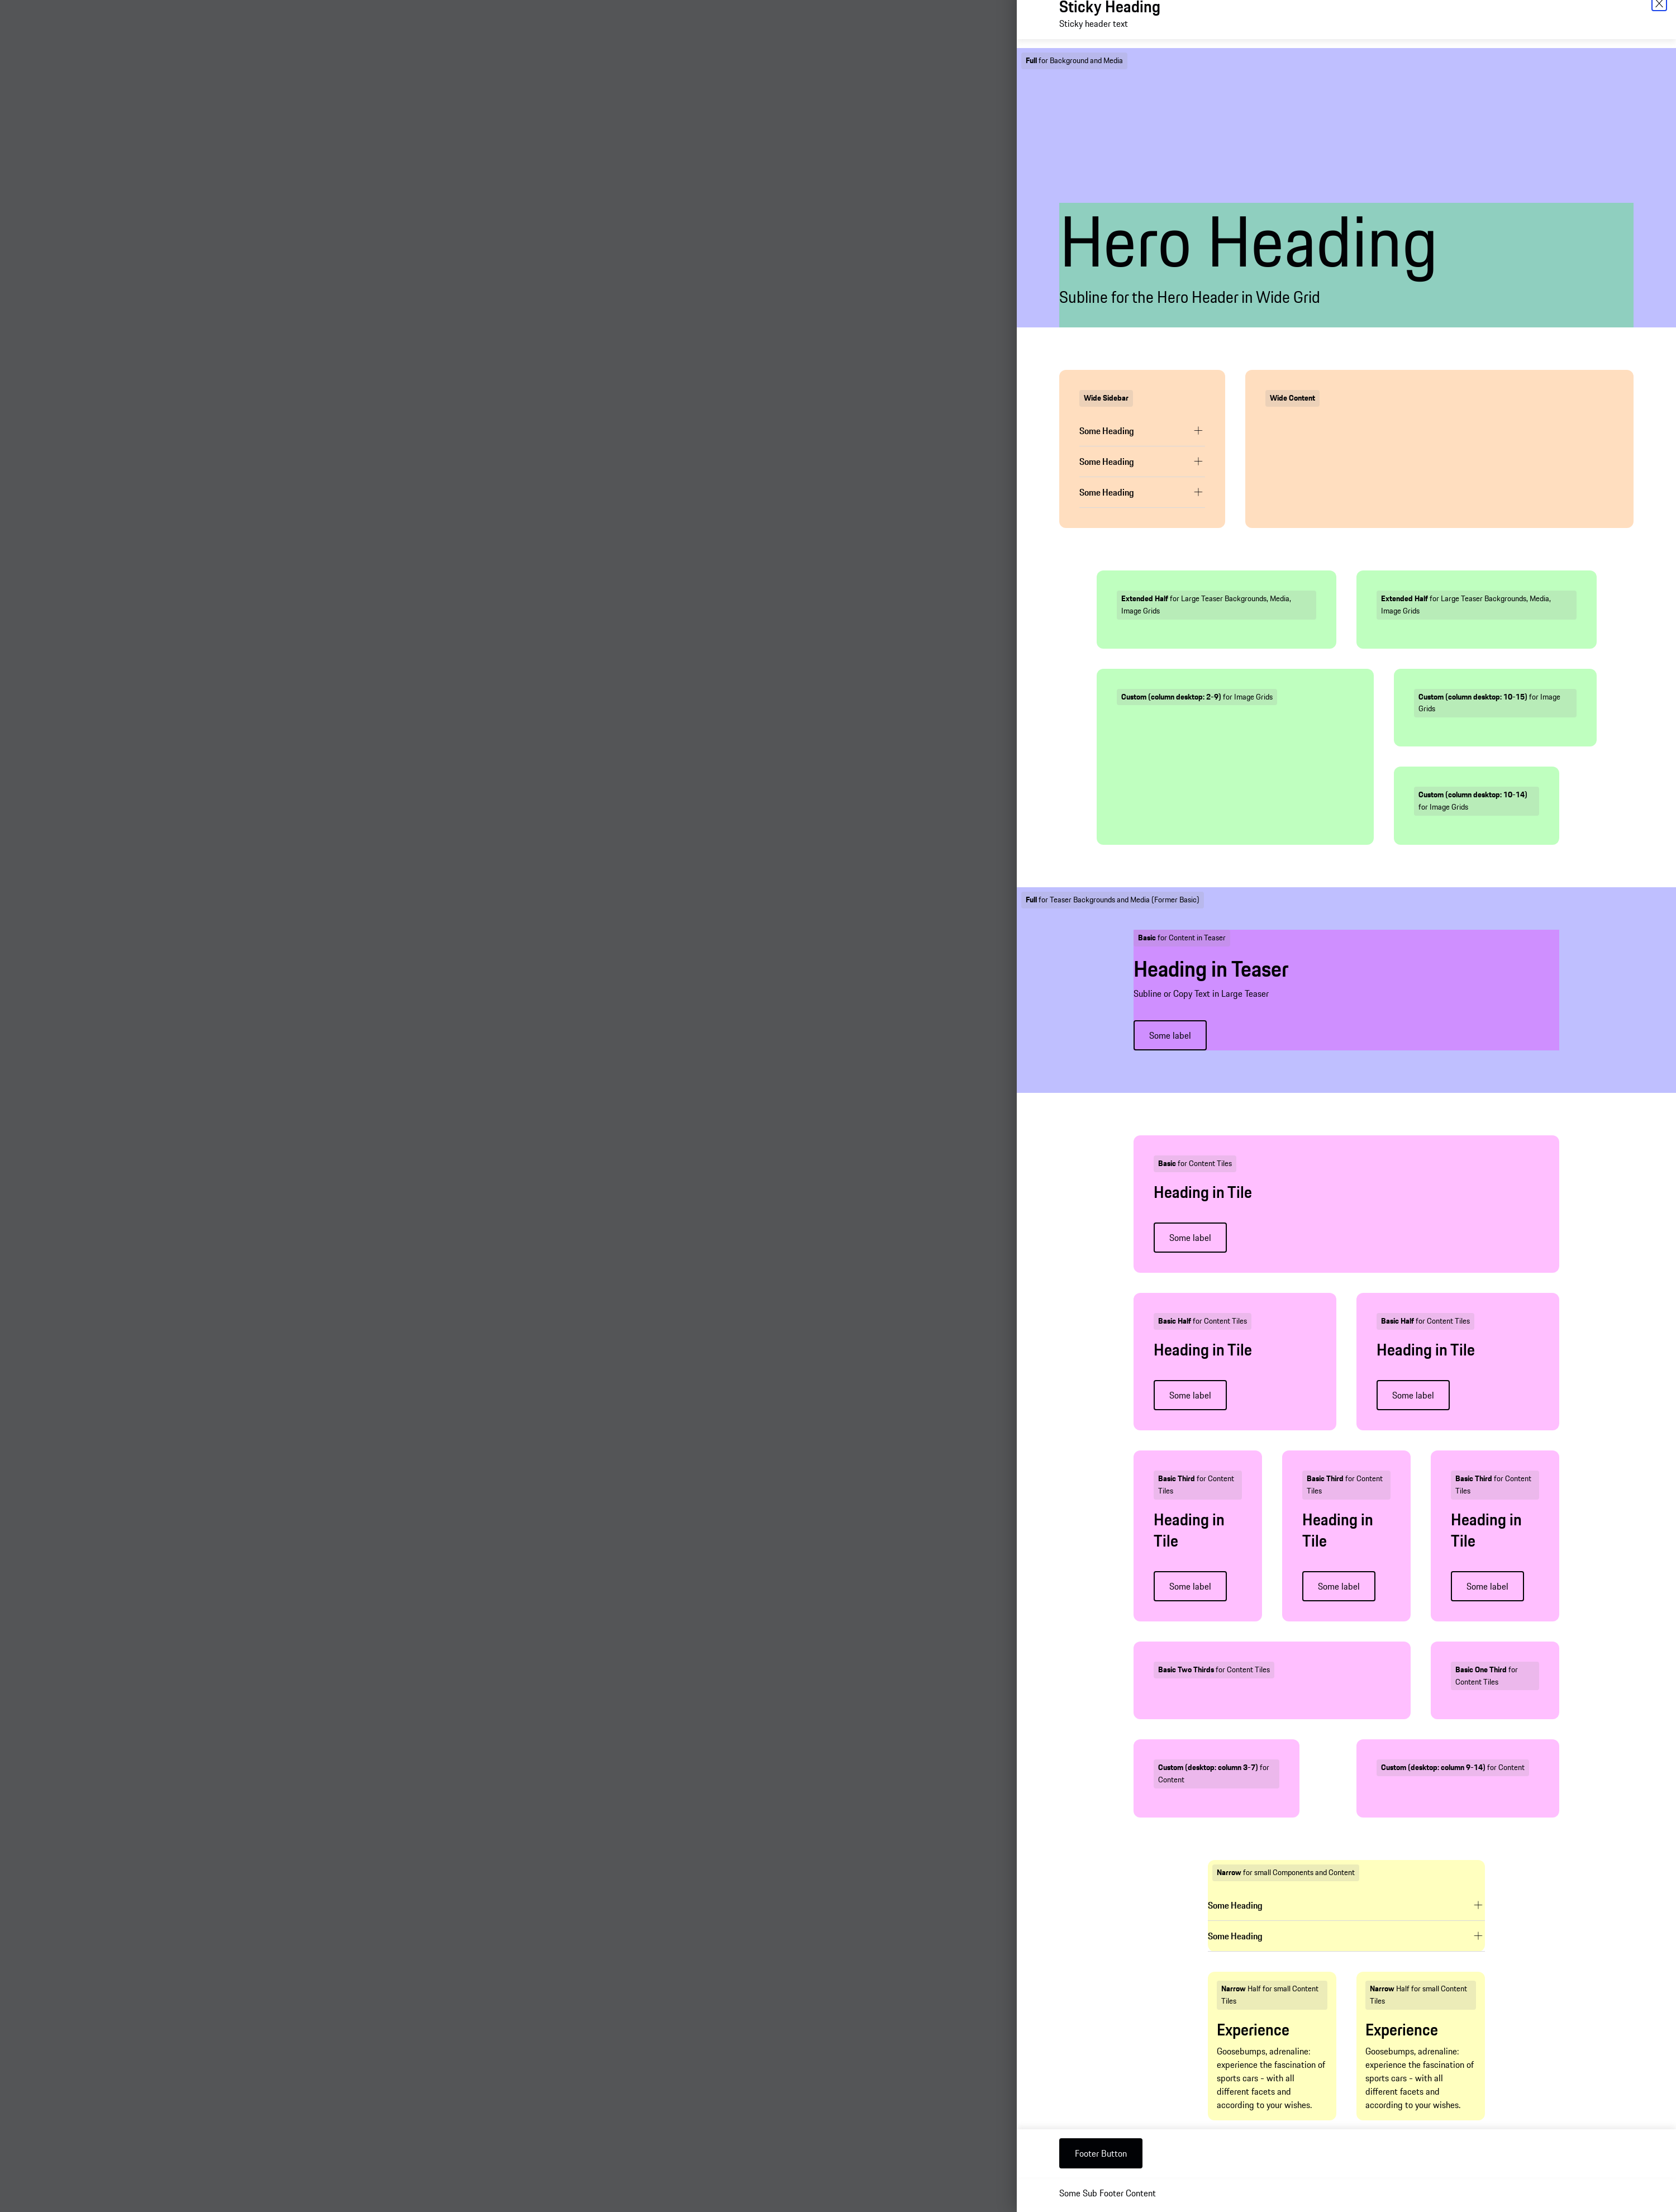 Sticky Heading
Sticky header text
Full for Background and Media
Hero Heading
Subline for the Hero Header in Wide Grid
Wide Sidebar
Some Heading
Some Heading
Some Heading
Wide Content
Extended Half for Large Teaser Backgrounds, Media,
Image Grids
Extended Half for Large Teaser Backgrounds, Media,
Image Grids
Custom (column desktop: 2-9) for Image Grids
Custom (column desktop: 10-15) for Image
Grids
Custom (column desktop: 10-14)
for Image Grids
Full for Teaser Backgrounds and Media (Former Basic)
Basic for Content in Teaser
Heading in Teaser
Subline or Copy Text in Large Teaser
Some label
Basic for Content Tiles
Heading in Tile
Some label
Basic Half for Content Tiles
Heading in Tile
Some label
Basic Half for Content Tiles
Heading in Tile
Some label
Basic Third for Content
Tiles
Heading in
Tile
Some label
Basic Third for Content
Tiles
Heading in
Tile
Some label
Basic Third for Content
Tiles
Heading in
Tile
Some label
Basic Two Thirds for Content Tiles
Basic One Third for
Content Tiles
Custom (desktop: column 3-7) for
Content
Custom (desktop: column 9-14) for Content
Narrow for small Components and Content
Some Heading
Some Heading
Narrow Half for small Content
Tiles
Experience
Goosebumps, adrenaline:
experience the fascination of
sports cars - with all
different facets and
according to your wishes.
Narrow Half for small Content
Tiles
Experience
Goosebumps, adrenaline:
experience the fascination of
sports cars - with all
different facets and
according to your wishes.
Footer Button
Some Sub Footer Content